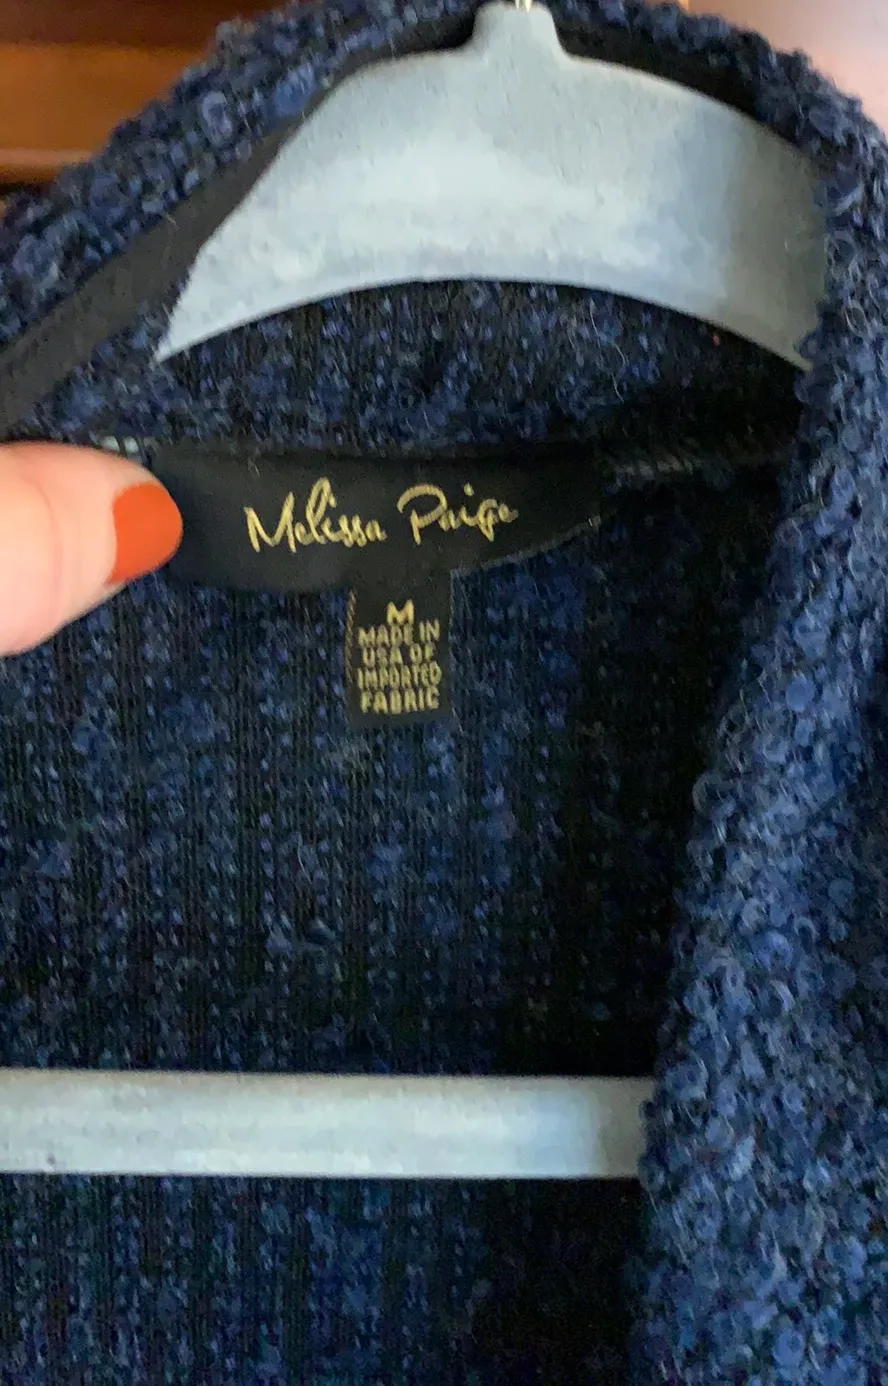 Melissa Paige
M
MADE IN
USA OF
IMPORTED
FABRIC